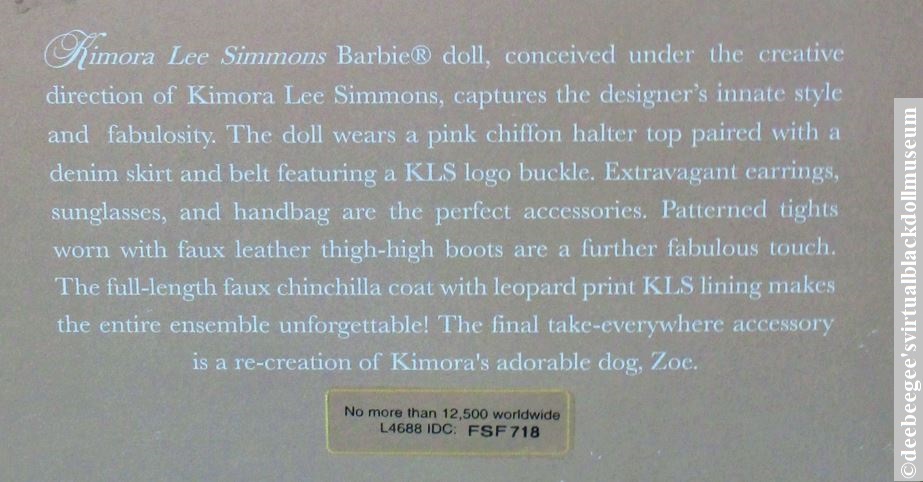 Kimora Lee Simmons Barbie® doll, conceived under the creative
direction of Kimora Lee Simmons, captures the designer's innate style
and fabulosity. The doll wears a pink chiffon halter top paired with a
denim skirt and belt featuring a KLS logo buckle. Extravagant earrings,
sunglasses, and handbag are the perfect accessories. Patterned tights
worn with faux leather thigh-high boots are a further fabulous touch.
The full-length faux chinchilla coat with leopard print KLS lining makes
the entire ensemble unforgettable! The final take-everywhere accessory
is a re-creation of Kimora's adorable dog, Zoe.
No more than 12,500 worldwide
L4688 IDC: FSF 718
©deebeegee'svirtualblackdollmuseum